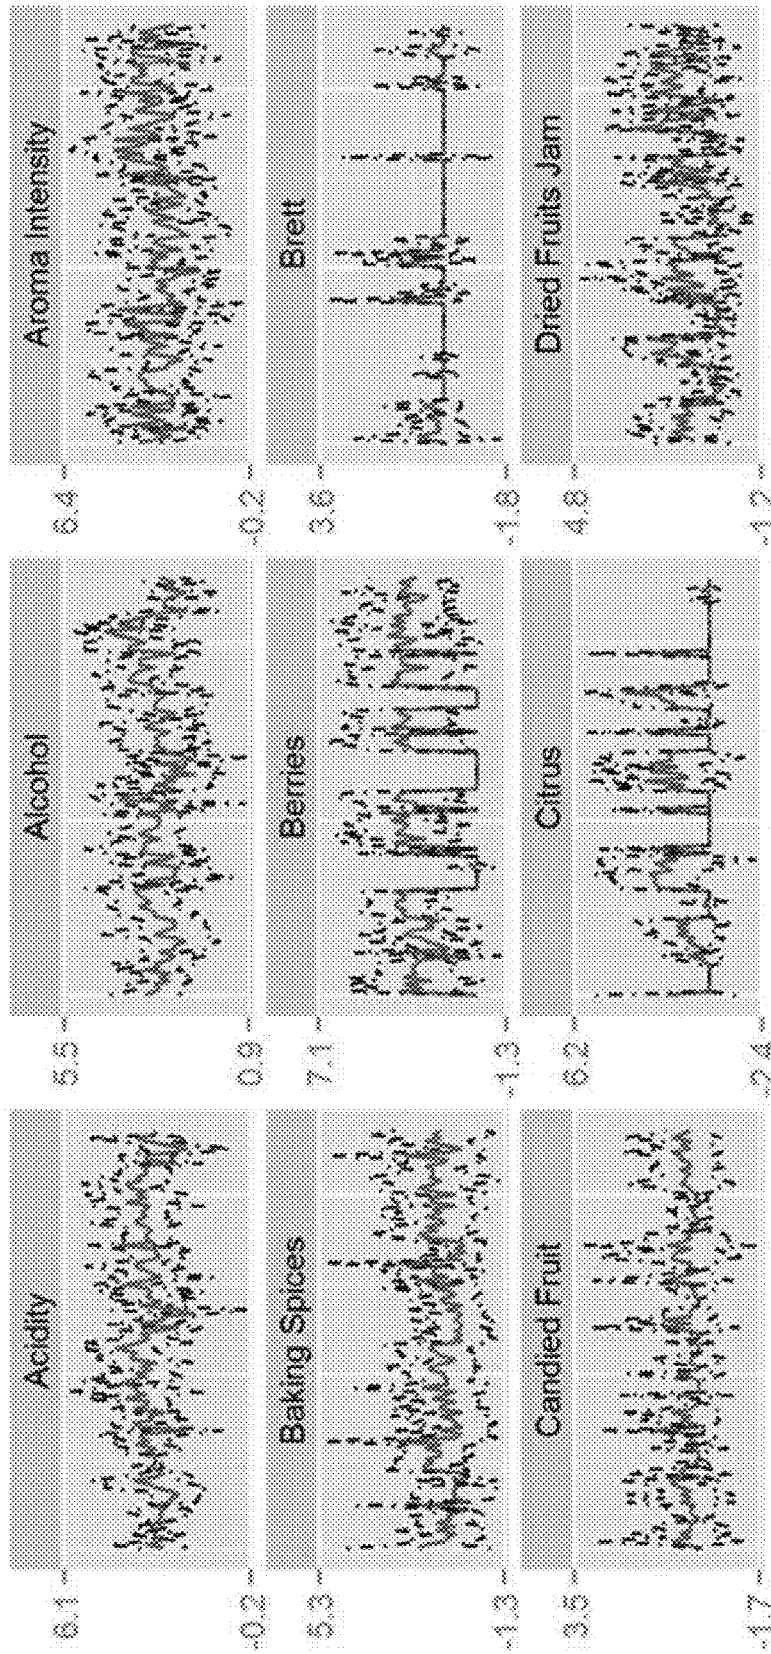 Acidity
8.1
-0.2
Alcohol
5.5
0.9
Aroma Intensity
6.4
-0.2
Baking Spices
5.3
-1.3
Berries
7.1
-1.3
Brett
3.6
-1.8
Candied Fruit
3.5
-1.7
Citrus
6.2
-2.4
Dried Fruits Jam
4.8
-1.2